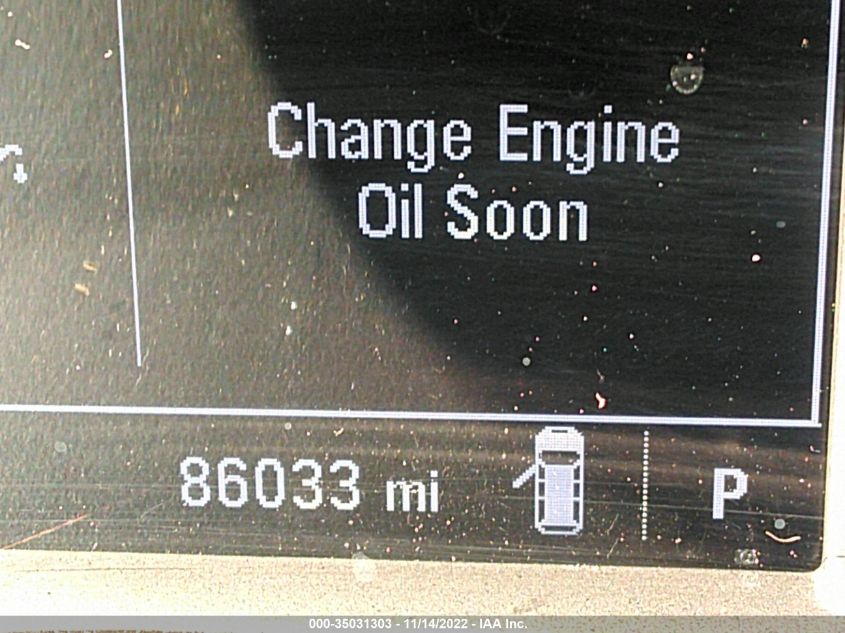 Change Engine
Oil Soon
86033 mi P
000-35031303 - 11/14/2022 - IAA Inc.